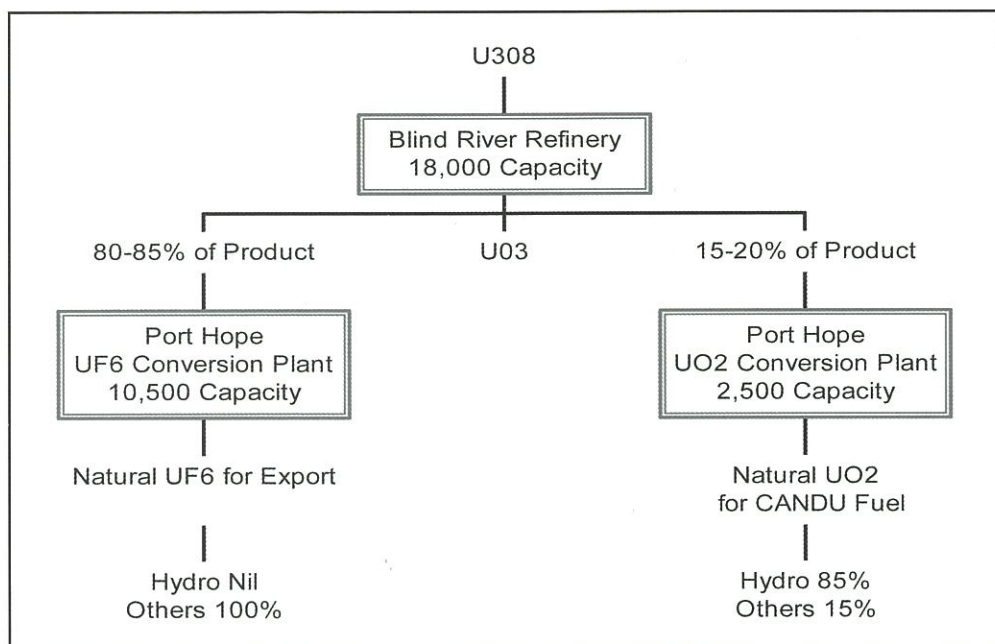 U308
Blind River Refinery
18,000 Capacity
80-85% of Product
U03
15-20% of Product
Port Hope
UF6 Conversion Plant
10,500 Capacity
Port Hope
UO2 Conversion Plant
2,500 Capacity
Natural UF6 for Export
Natural UO2
for CANDU Fuel
Hydro Nil
Others 100%
Hydro 85%
Others 15%